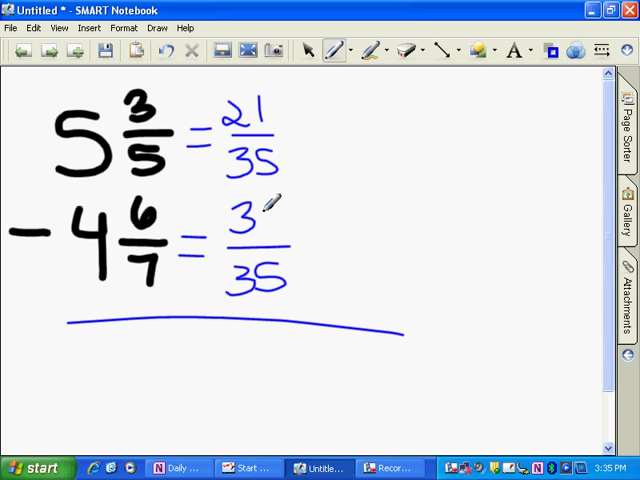 Untitled * - SMART Notebook
File Edit View Insert Format Draw Help
5 3/5 = 21/35
- 4 6/7 = 3/35
Page Sorter
Gallery
Attachments
start
Daily ...
Start ...
Untitle...
Recor...
3:35 PM